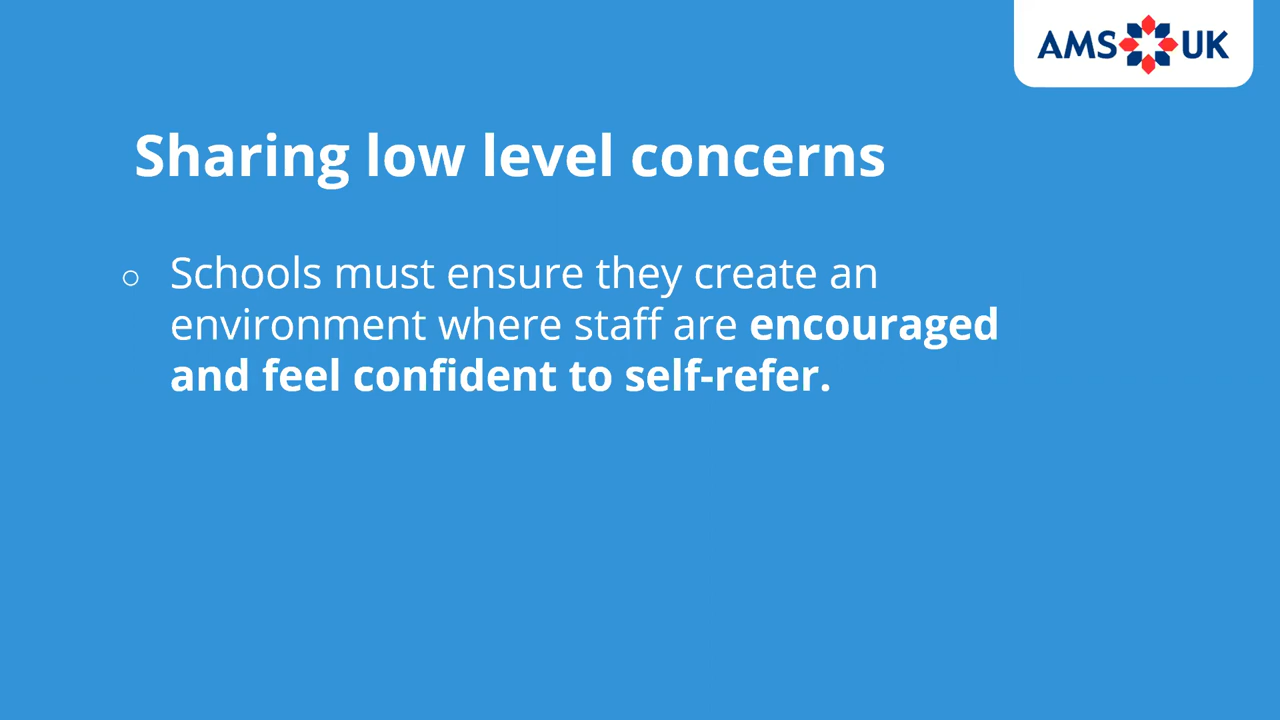 AMS UK
Sharing low level concerns
○ Schools must ensure they create an
environment where staff are encouraged
and feel confident to self-refer.